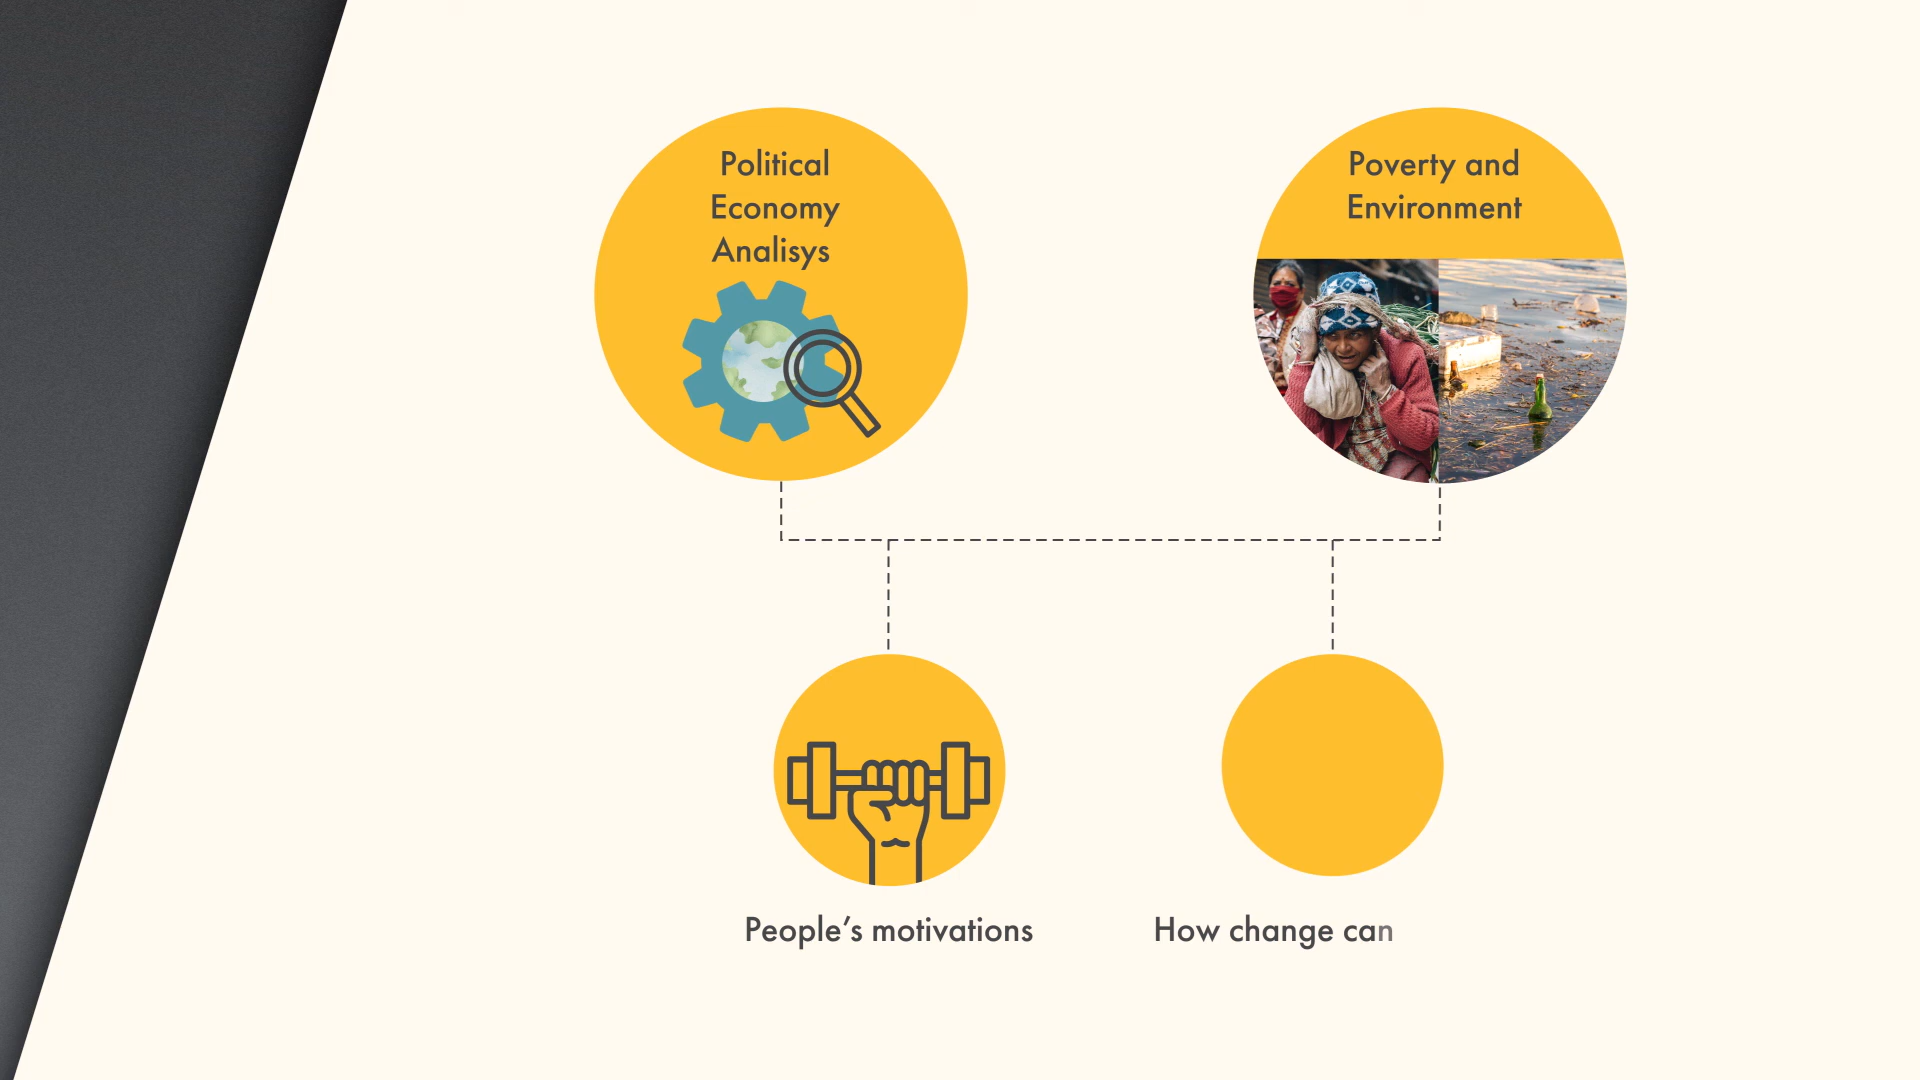 Political
Economy
Analisys
Poverty and
Environment
People's motivations
How change can